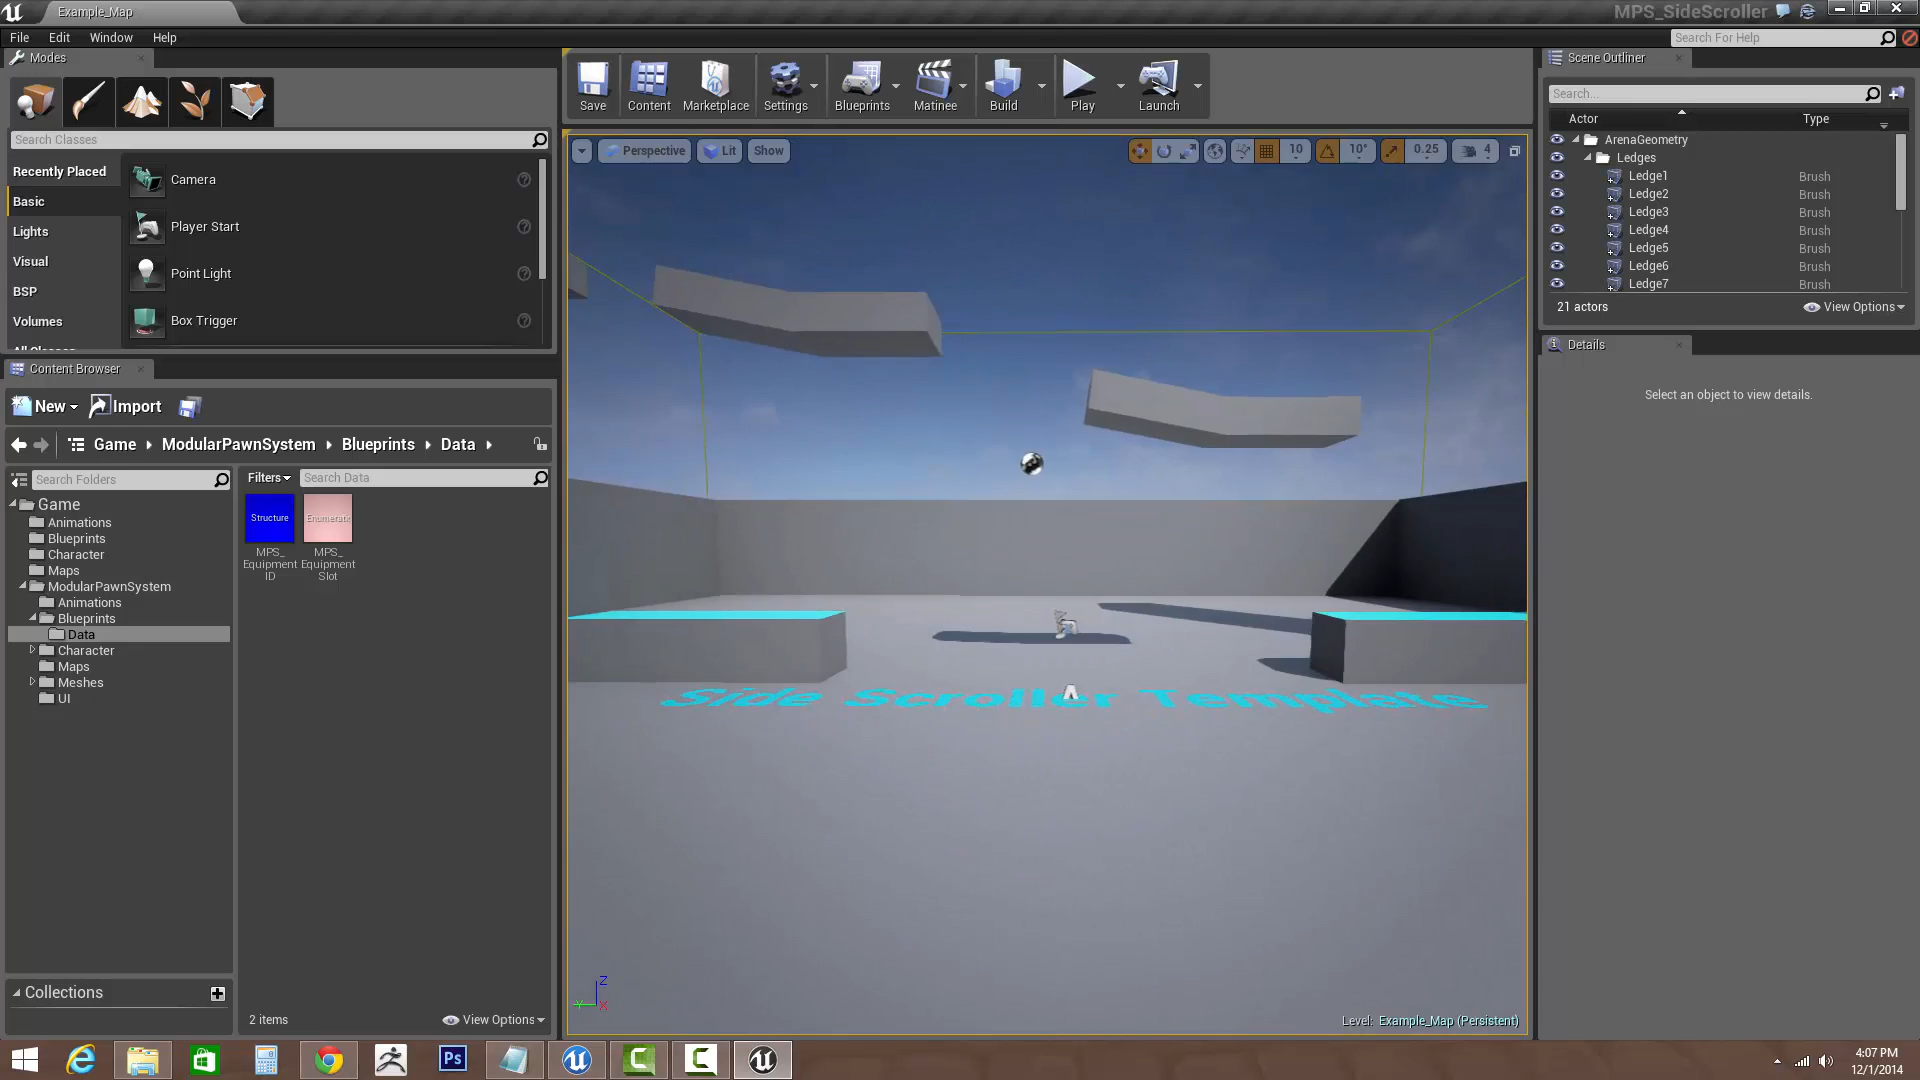 Example_Map
MPS_SideScroller
File Edit Window Help
Search For Help
Modes
Search Classes
Recently Placed
Basic
Lights
Visual
BSP
Volumes
Camera
Player Start
Point Light
Box Trigger
Content Browser
New Import
Game ModularPawnSystem Blueprints Data
Search Folders
Filters Search Data
Game
Animations
Blueprints
Character
Maps
ModularPawnSystem
Animations
Blueprints
Data
Character
Maps
Meshes
UI
Structure
MPS_
Equipment
ID
MPS_
Equipment
Slot
Collections
2 items View Options
Save Content Marketplace Settings Blueprints Matinee Build Play Launch
Perspective Lit Show
10 10° 0.25 4
Side Scroller Template
Z
Y X
Level: Example_Map (Persistent)
Scene Outliner
Search...
Actor Type
ArenaGeometry
Ledges
Ledge1 Brush
Ledge2 Brush
Ledge3 Brush
Ledge4 Brush
Ledge5 Brush
Ledge6 Brush
Ledge7 Brush
21 actors View Options
Details
Select an object to view details.
Ps
4:07 PM
12/1/2014